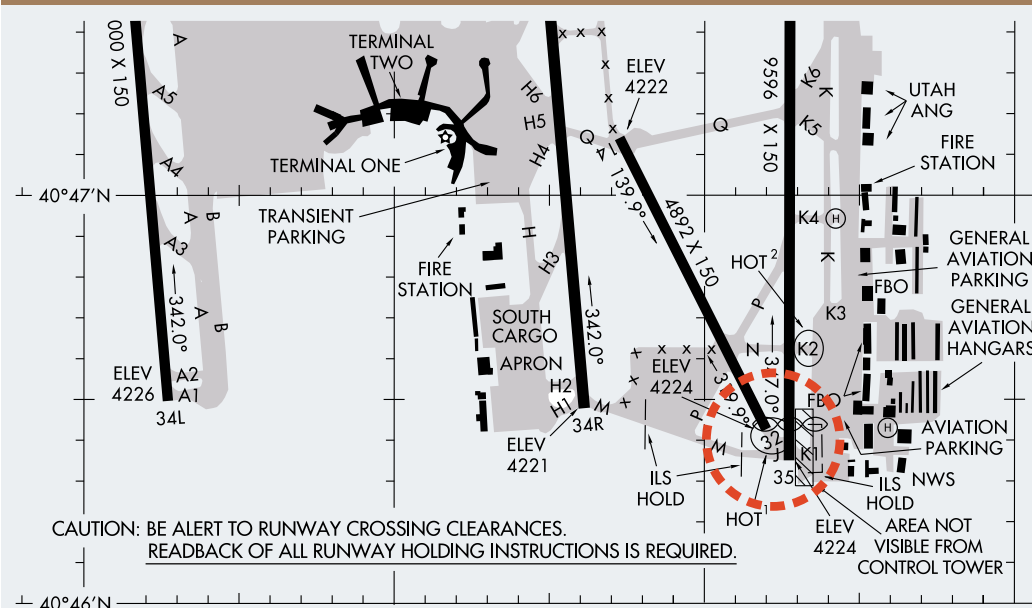 000 X 150
A
A5
A4
A
A3
B
342.0°
A
B
ELEV
4226
A2
A1
34L
TERMINAL
TWO
TERMINAL ONE
TRANSIENT
PARKING
FIRE
STATION
SOUTH
CARGO
APRON
H6
H5
H4
H
H3
342.0°
H2
H1
M
ELEV
4221
34R
x x x
x
x
x
ELEV
4222
Q
Q
139.9°
4892 X 150
9596 X 150
K6
K
K5
K4
H
K
K3
HOT 2
K2
P
N
x x x x
x
x
ELEV
4224
317.0°
P
M
32
J
K1
35
ILS
HOLD
HOT 1
ELEV
4224
ILS
HOLD
NWS
AREA NOT
VISIBLE FROM
CONTROL TOWER
UTAH
ANG
FIRE
STATION
GENERAL
AVIATION
PARKING
FBO
GENERAL
AVIATION
HANGARS
FBO
H
AVIATION
PARKING
40°47'N
CAUTION: BE ALERT TO RUNWAY CROSSING CLEARANCES.
READBACK OF ALL RUNWAY HOLDING INSTRUCTIONS IS REQUIRED.
40°46'N